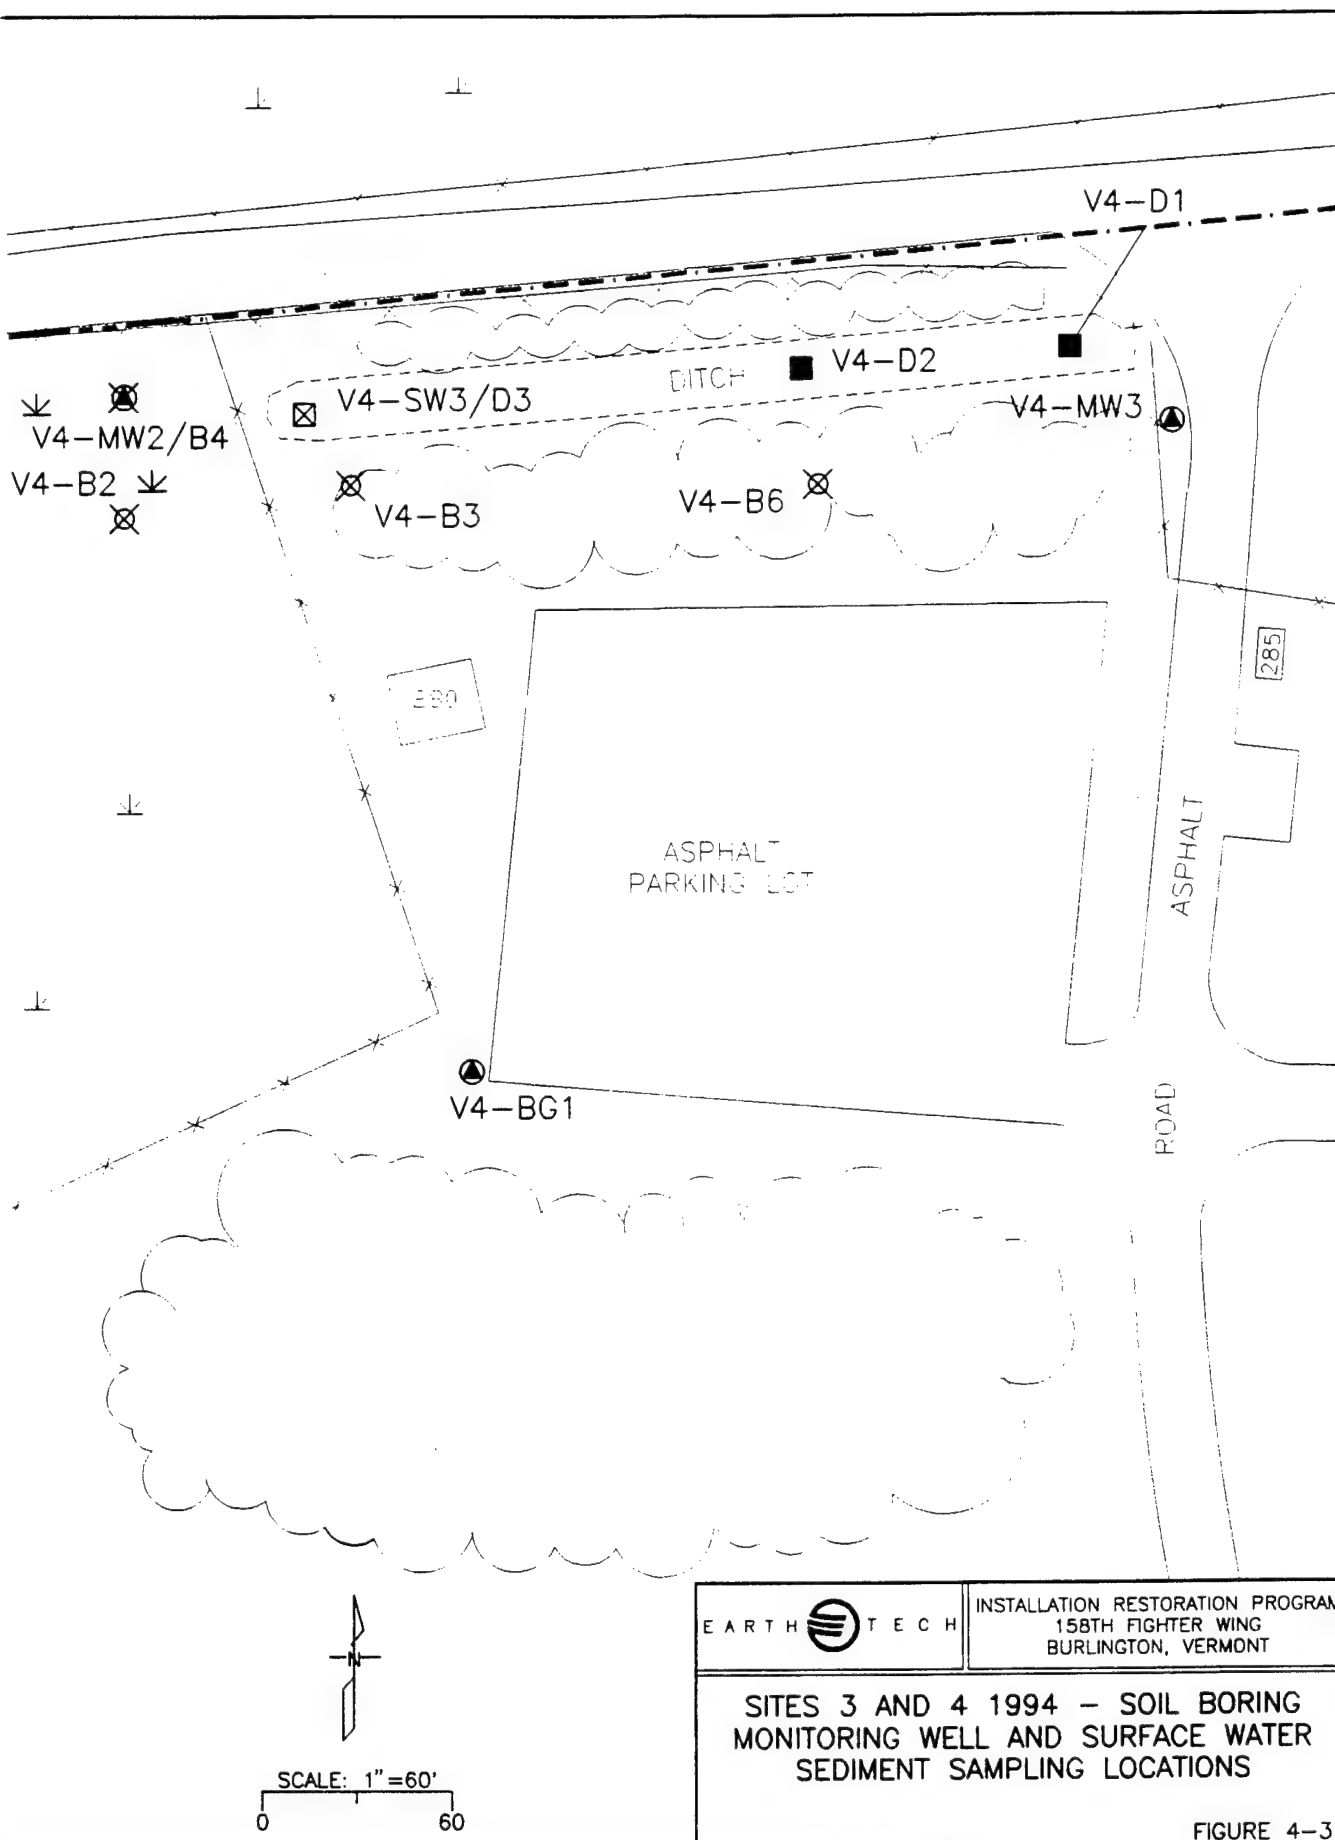 V4-D1
V4-D2
DITCH
V4-SW3/D3
V4-MW3
V4-MW2/B4
V4-B2
V4-B3
V4-B6
285
ASPHALT
PARKING LOT
ASPHALT
ROAD
V4-BG1
N
SCALE: 1"=60'
0 60
EARTH TECH
INSTALLATION RESTORATION PROGRAM
158TH FIGHTER WING
BURLINGTON, VERMONT
SITES 3 AND 4 1994 - SOIL BORING
MONITORING WELL AND SURFACE WATER
SEDIMENT SAMPLING LOCATIONS
FIGURE 4-3